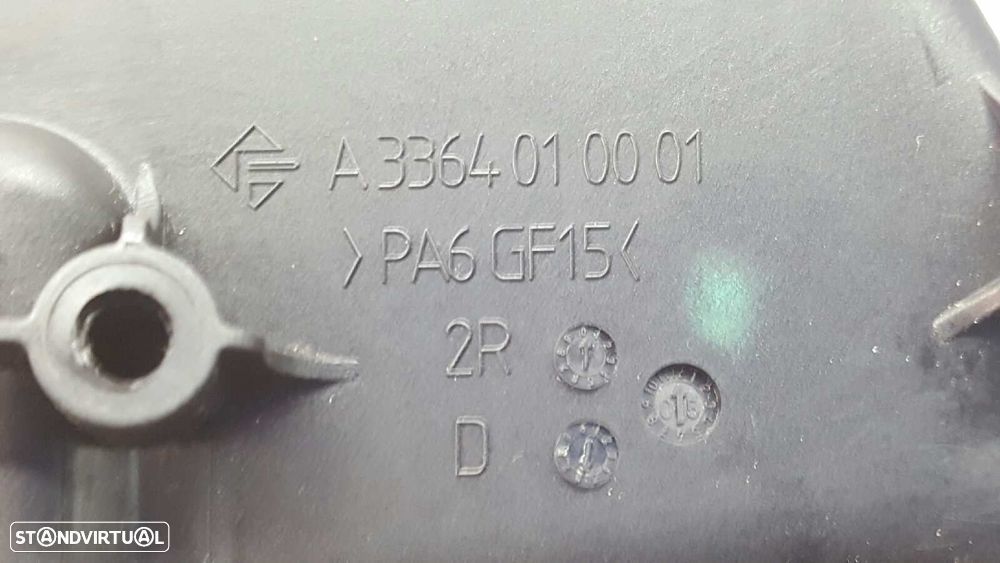 A 3364 01 00 01
>PA6 GF15<
2R
D
STANDVIRTUAL